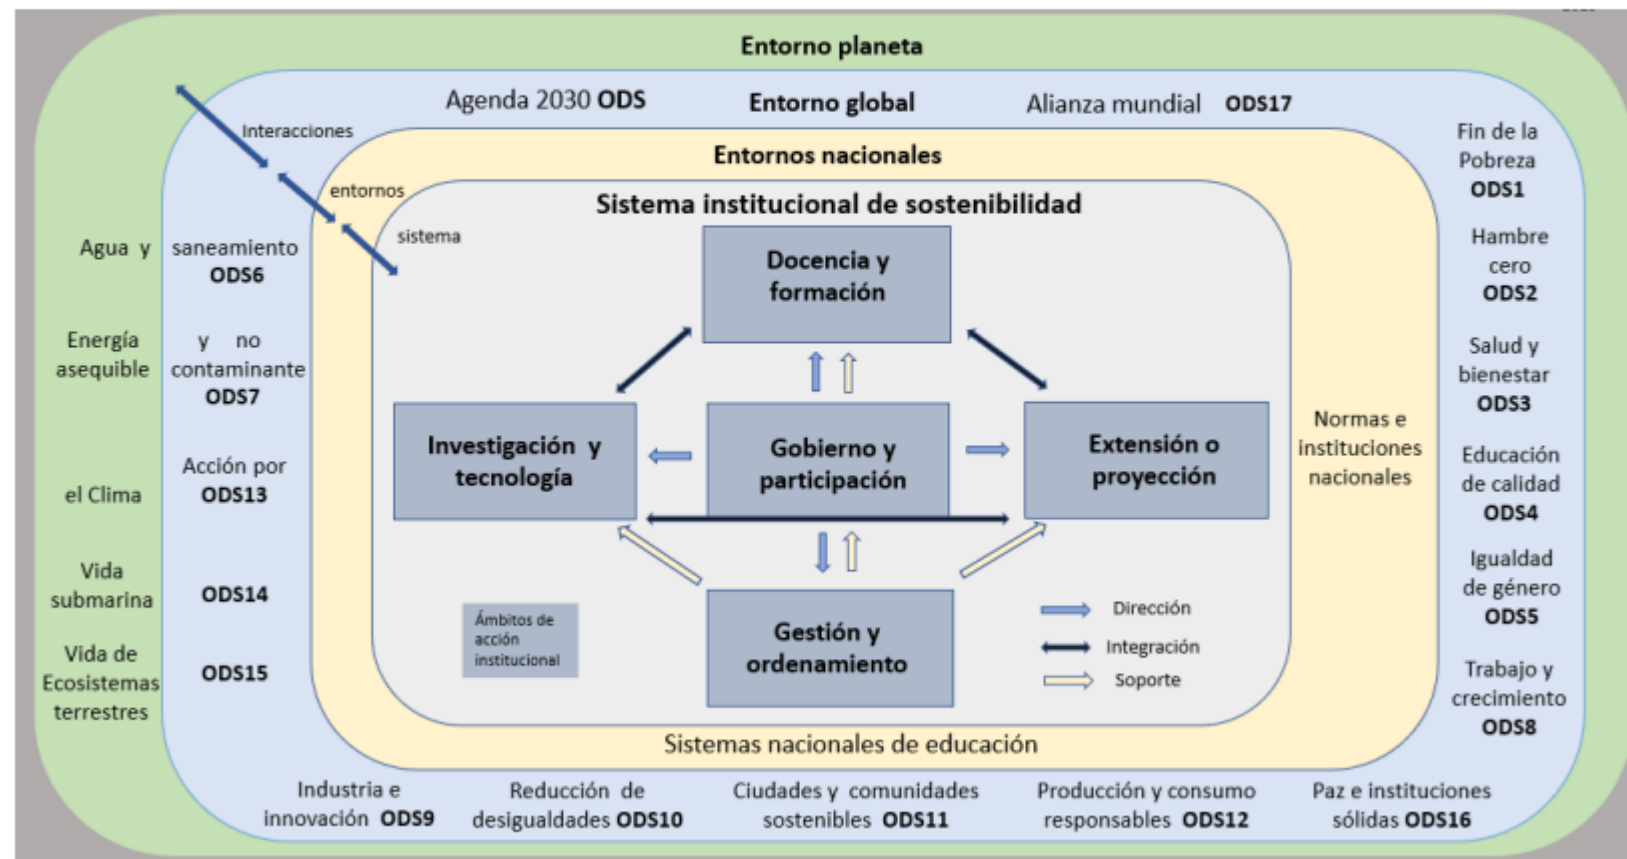 Entorno planeta
Agenda 2030 ODS
Entorno global
Alianza mundial ODS17
Interacciones
entornos
sistema
Entornos nacionales
Sistema institucional de sostenibilidad
Agua y saneamiento
ODS6
Energía y no
asequible contaminante
ODS7
Acción por
el Clima ODS13
Vida
submarina ODS14
Vida de
Ecosistemas ODS15
terrestres
Docencia y
formación
Investigación y
tecnología
Gobierno y
participación
Extensión o
proyección
Gestión y
ordenamiento
Ámbitos de
acción
institucional
Dirección
Integración
Soporte
Normas e
instituciones
nacionales
Sistemas nacionales de educación
Fin de la
Pobreza
ODS1
Hambre
cero
ODS2
Salud y
bienestar
ODS3
Educación
de calidad
ODS4
Igualdad
de género
ODS5
Trabajo y
crecimiento
ODS8
Industria e
innovación ODS9
Reducción de
desigualdades ODS10
Ciudades y comunidades
sostenibles ODS11
Producción y consumo
responsables ODS12
Paz e instituciones
sólidas ODS16